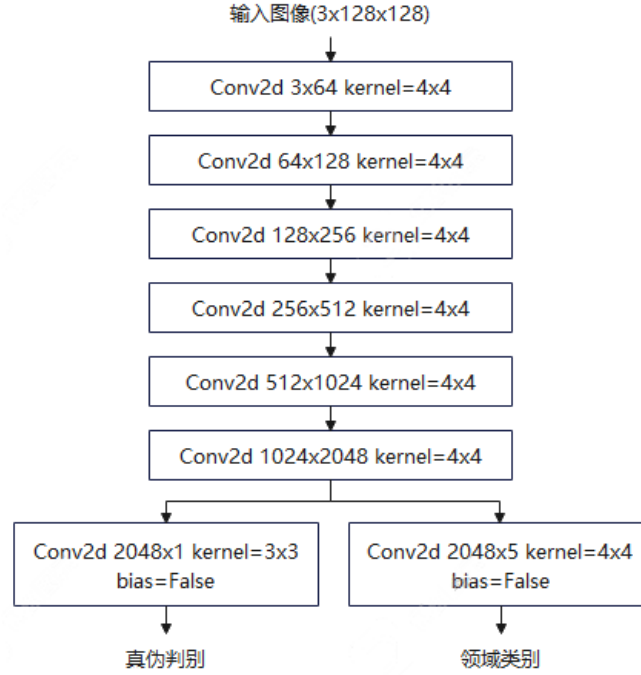 输入图像(3x128x128)
Conv2d 3x64 kernel=4x4
Conv2d 64x128 kernel=4x4
Conv2d 128x256 kernel=4x4
Conv2d 256x512 kernel=4x4
Conv2d 512x1024 kernel=4x4
Conv2d 1024x2048 kernel=4x4
Conv2d 2048x1 kernel=3x3
bias=False
Conv2d 2048x5 kernel=4x4
bias=False
真伪判别
领域类别